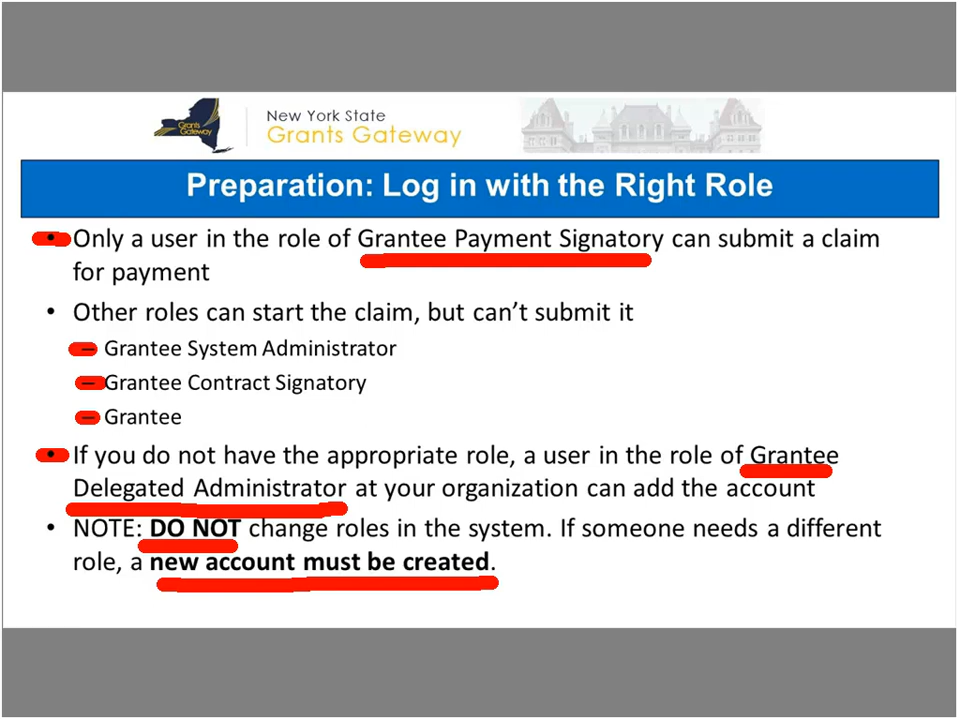 Grants
Gateway
New York State
Grants Gateway
Preparation: Log in with the Right Role
• Only a user in the role of Grantee Payment Signatory can submit a claim
for payment
• Other roles can start the claim, but can’t submit it
– Grantee System Administrator
– Grantee Contract Signatory
– Grantee
• If you do not have the appropriate role, a user in the role of Grantee
Delegated Administrator at your organization can add the account
• NOTE: DO NOT change roles in the system. If someone needs a different
role, a new account must be created.